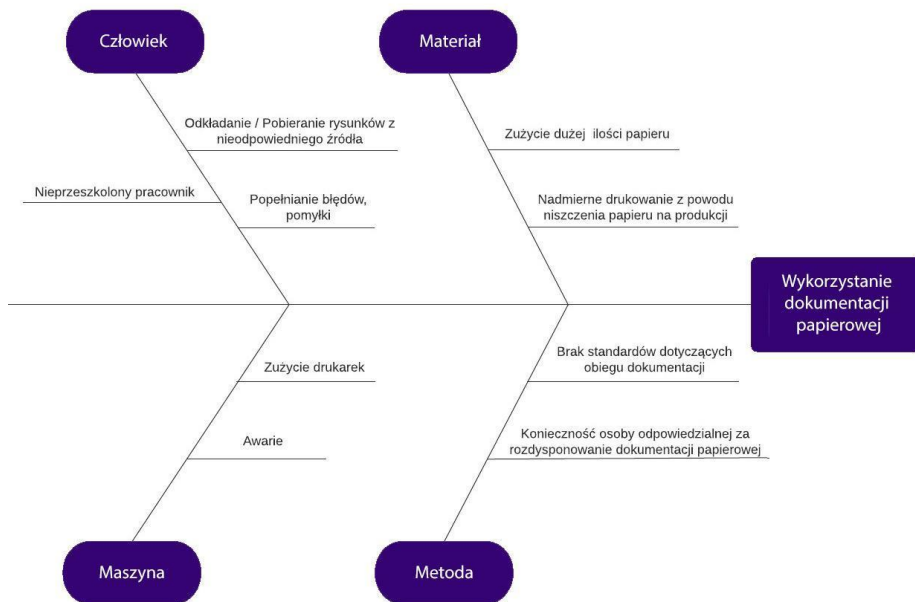 Człowiek
Materiał
Odkładanie / Pobieranie rysunków z
nieodpowiedniego źródła
Zużycie dużej ilości papieru
Nieprzeszkolony pracownik
Popełnianie błędów,
pomyłki
Nadmierne drukowanie z powodu
niszczenia papieru na produkcji
Wykorzystanie
dokumentacji
papierowej
Zużycie drukarek
Brak standardów dotyczących
obiegu dokumentacji
Awarie
Konieczność osoby odpowiedzialnej za
rozdysponowanie dokumentacji papierowej
Maszyna
Metoda